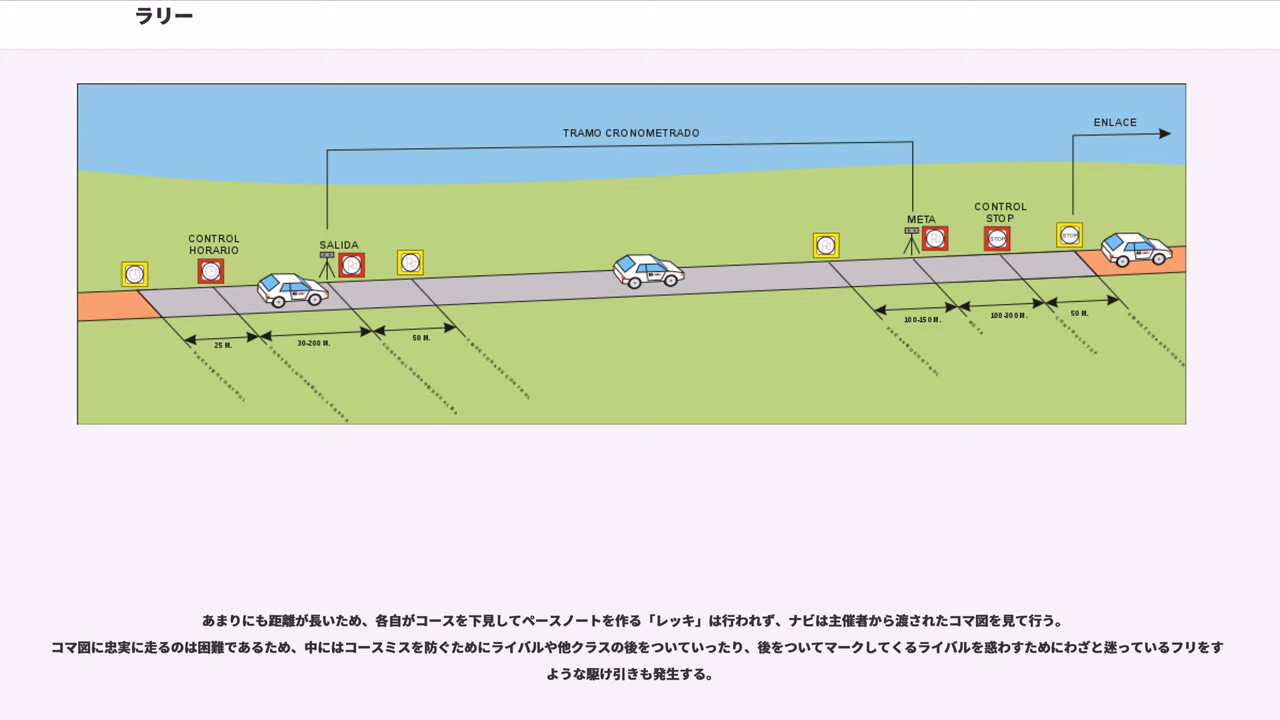 ラリー
TRAMO CRONOMETRADO
ENLACE
CONTROL
STOP
META
CONTROL
HORARIO
SALIDA
STOP
STOP
25 M.
30-200 M.
50 M.
100-150 M.
100-300 M.
50 M.
あまりにも距離が長いため、各自がコースを下見してペースノートを作る「レッキ」は行われず、ナビは主催者から渡されたコマ図を見て行う。
コマ図に忠実に走るのは困難であるため、中にはコースミスを防ぐためにライバルや他クラスの後をついていったり、後をついてマークしてくるライバルを惑わすためにわざと迷っているフリをす
ような駆け引きも発生する。